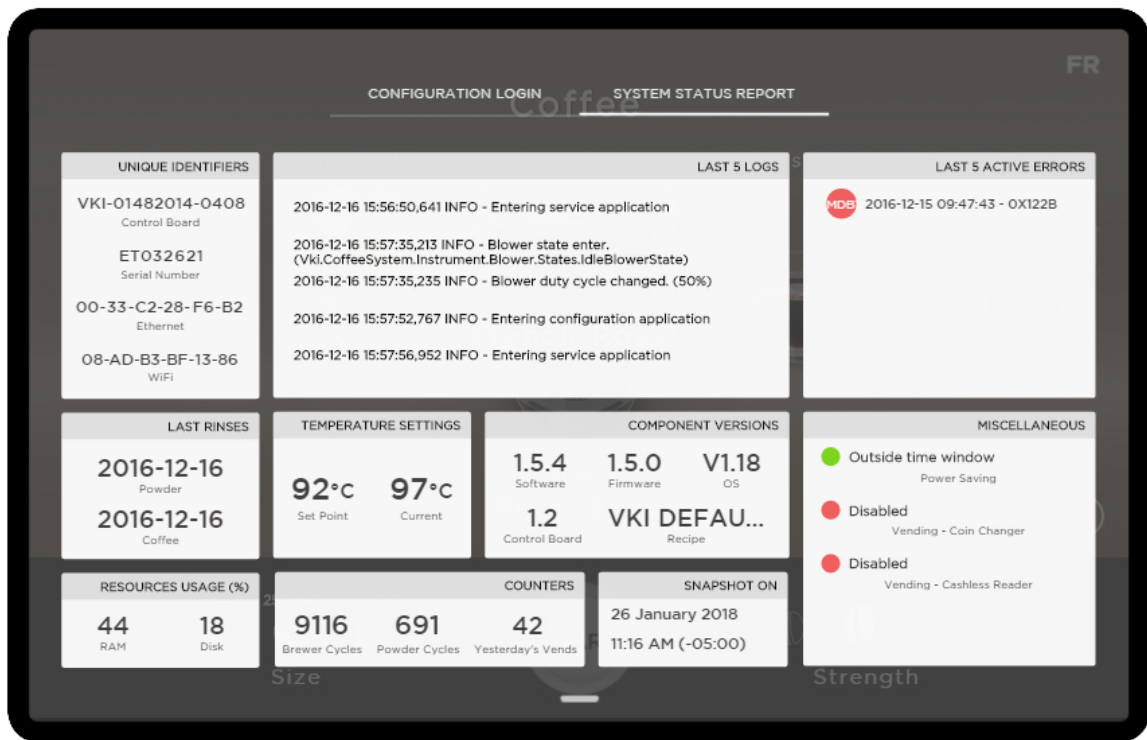 FR
Coffee
CONFIGURATION LOGIN
SYSTEM STATUS REPORT
UNIQUE IDENTIFIERS
VKI-01482014-0408
Control Board
ET032621
Serial Number
00-33-C2-28-F6-B2
Ethernet
08-AD-B3-BF-13-86
WiFi
LAST 5 LOGS
2016-12-16 15:56:50,641 INFO - Entering service application
2016-12-16 15:57:35,213 INFO - Blower state enter.
(Vki.CoffeeSystem.Instrument.Blower.States.IdleBlowerState)
2016-12-16 15:57:35,235 INFO - Blower duty cycle changed. (50%)
2016-12-16 15:57:52,767 INFO - Entering configuration application
2016-12-16 15:57:56,952 INFO - Entering service application
LAST 5 ACTIVE ERRORS
MDB 2016-12-15 09:47:43 - 0X122B
LAST RINSES
2016-12-16
Powder
2016-12-16
Coffee
TEMPERATURE SETTINGS
92°C 97°C
Set Point Current
COMPONENT VERSIONS
1.5.4 1.5.0 V1.18
Software Firmware OS
1.2 VKI DEFAU...
Control Board Recipe
MISCELLANEOUS
Outside time window
Power Saving
Disabled
Vending - Coin Changer
Disabled
Vending - Cashless Reader
RESOURCES USAGE (%)
44 18
RAM Disk
COUNTERS
9116 691 42
Brewer Cycles Powder Cycles Yesterday's Vends
SNAPSHOT ON
26 January 2018
11:16 AM (-05:00)
Size
Strength